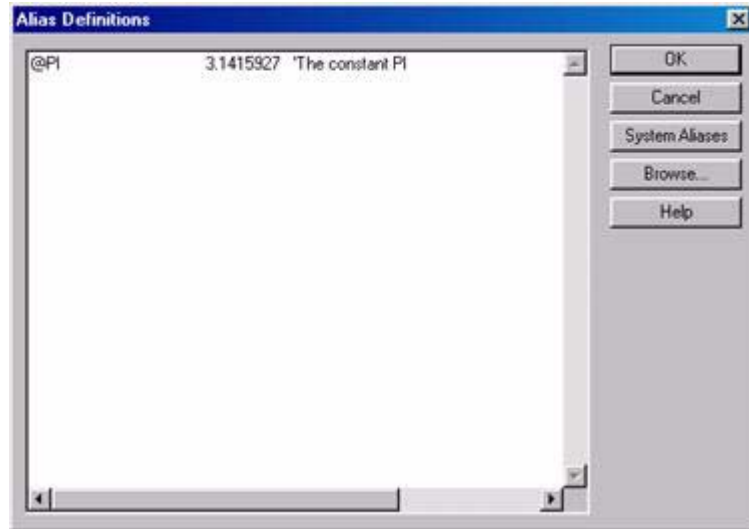 Alias Definitions
@PI 3.1415927 'The constant PI
OK
Cancel
System Aliases
Browse...
Help